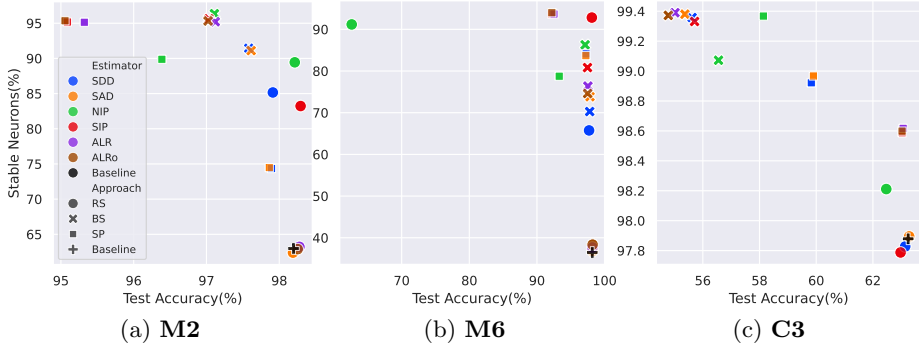 Stable Neurons(%)
95
90
85
80
75
70
65
Estimator
SDD
SAD
NIP
SIP
ALR
ALRo
Baseline
Approach
RS
BS
SP
Baseline
95 96 97 98
Test Accuracy(%)
(a) M2
90
80
70
60
50
40
70 80 90 100
Test Accuracy(%)
(b) M6
99.4
99.2
99.0
98.8
98.6
98.4
98.2
98.0
97.8
56 58 60 62
Test Accuracy(%)
(c) C3